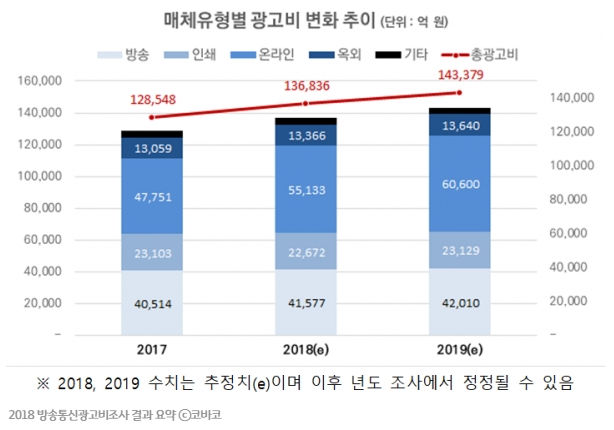 매체유형별 광고비 변화 추이 (단위 : 억 원)
방송 인쇄 온라인 옥외 기타 총광고비
160,000
140,000
120,000
100,000
80,000
60,000
40,000
20,000
–
128,548 136,836 143,379
13,059 13,366 13,640
47,751 55,133 60,600
23,103 22,672 23,129
40,514 41,577 42,010
140,000
120,000
100,000
80,000
60,000
40,000
20,000
–
2017 2018(e) 2019(e)
※ 2018, 2019 수치는 추정치(e)이며 이후 년도 조사에서 정정될 수 있음
2018 방송통신광고비조사 결과 요약 ⓒ코바코